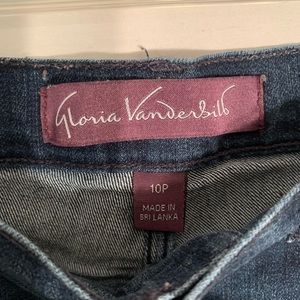 Gloria Vanderbilt
10P
MADE IN
SRI LANKA